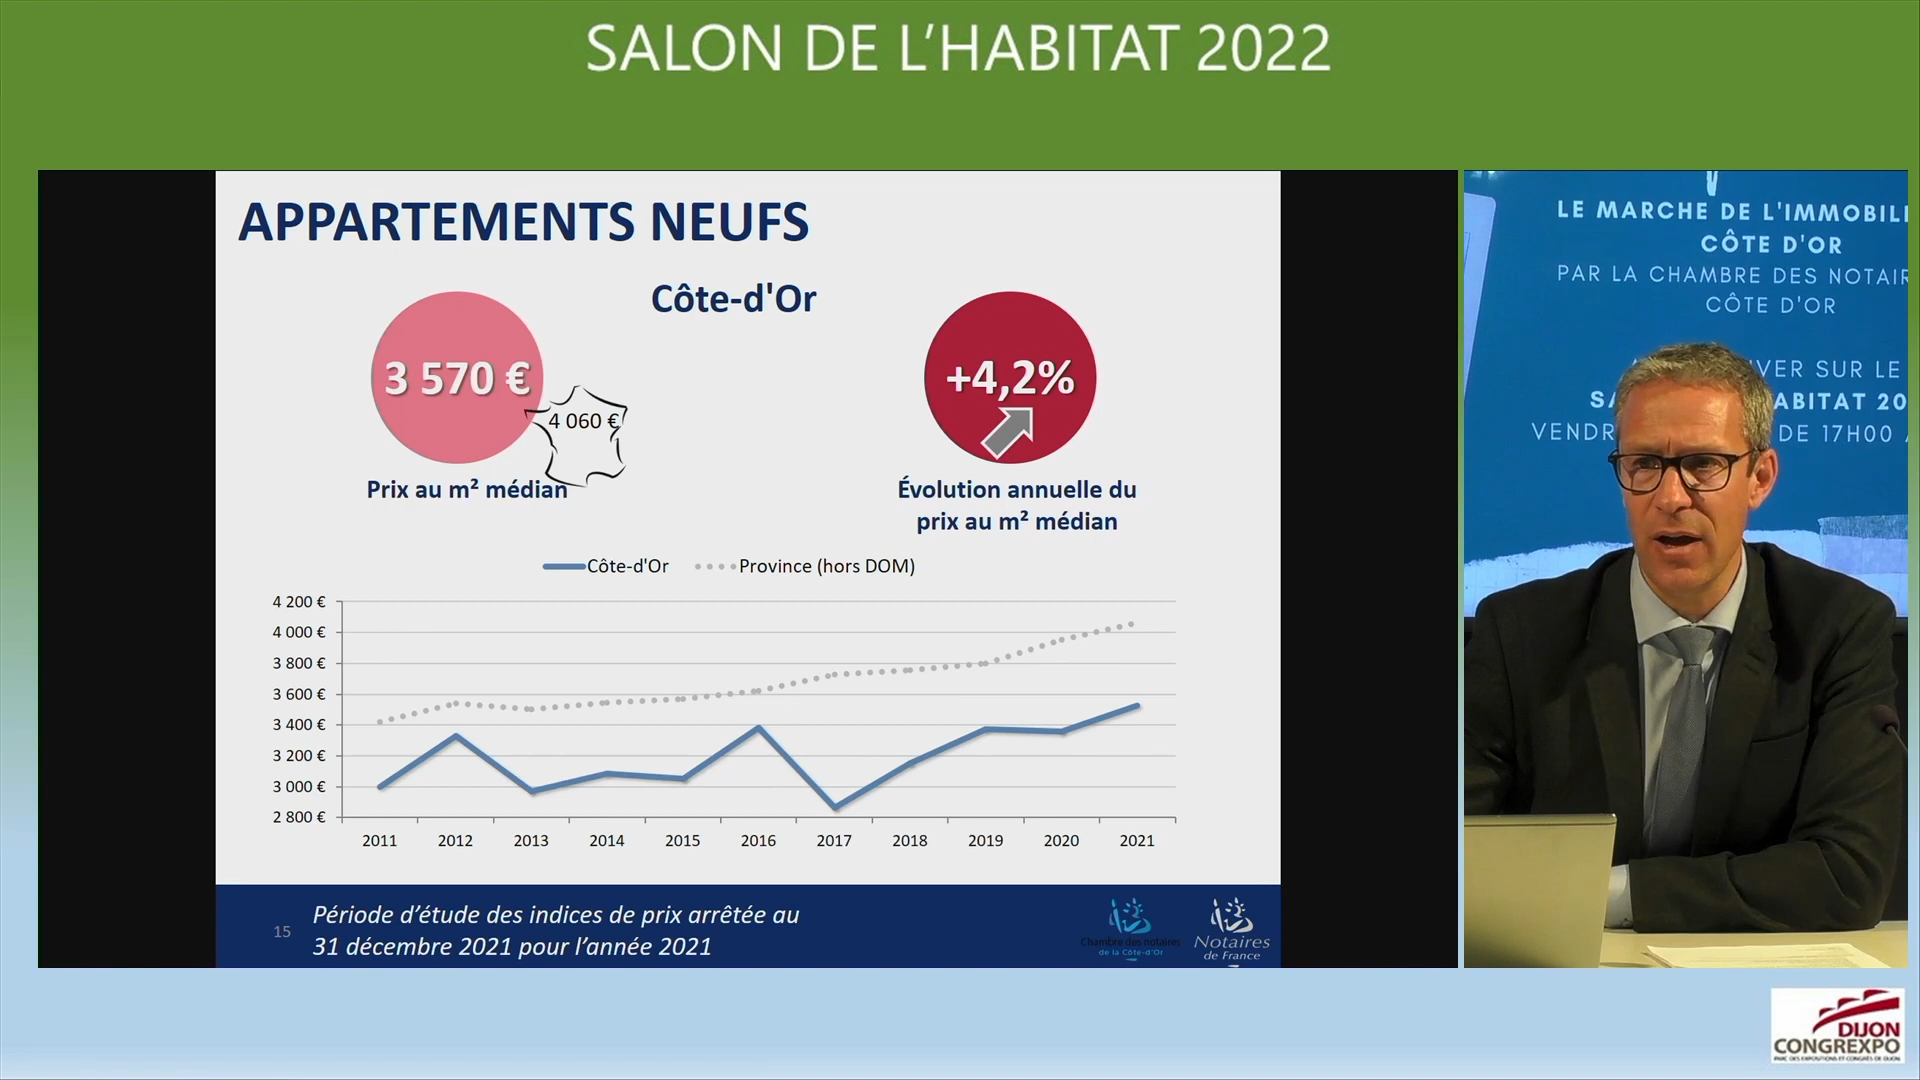 SALON DE L'HABITAT 2022
APPARTEMENTS NEUFS
Côte-d'Or
3 570 €
4 060 €
Prix au m² médian
+4,2%
Évolution annuelle du
prix au m² médian
Côte-d'Or
Province (hors DOM)
4 200 €
4 000 €
3 800 €
3 600 €
3 400 €
3 200 €
3 000 €
2 800 €
2011 2012 2013 2014 2015 2016 2017 2018 2019 2020 2021
15
Période d'étude des indices de prix arrêtée au
31 décembre 2021 pour l'année 2021
Chambre des notaires
de la Côte-d'Or
Notaires
de France
LE MARCHE DE L'IMMOBILI
CÔTE D'OR
PAR LA CHAMBRE DES NOTAIR
CÔTE D'OR
VER SUR LE
SA ABITAT 20
VENDR DE 17H00
DIJON
CONGREXPO
PARC DES EXPOSITIONS ET CONGRÈS DE DIJON